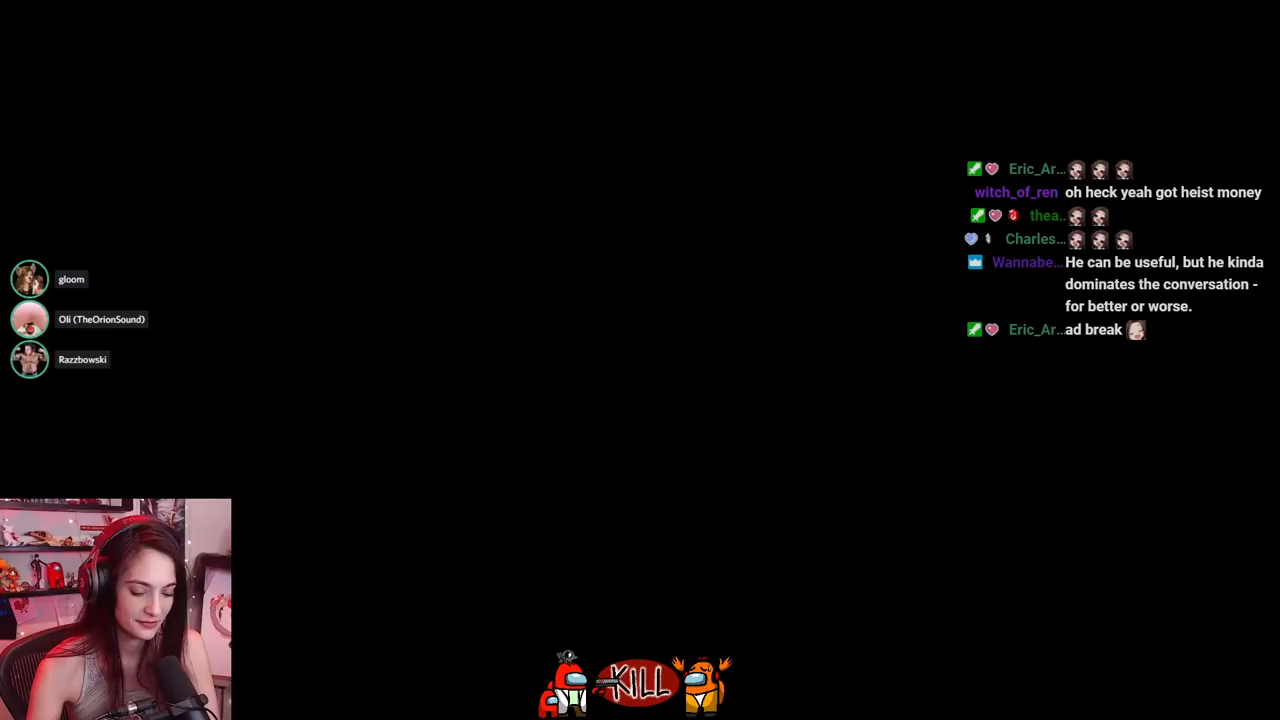 Eric_Ar...
witch_of_ren oh heck yeah got heist money
thea..
Charles...
Wannabe... He can be useful, but he kinda
dominates the conversation -
for better or worse.
Eric_Ar... ad break
gloom
Oli (TheOrionSound)
Razzbowski
KILL